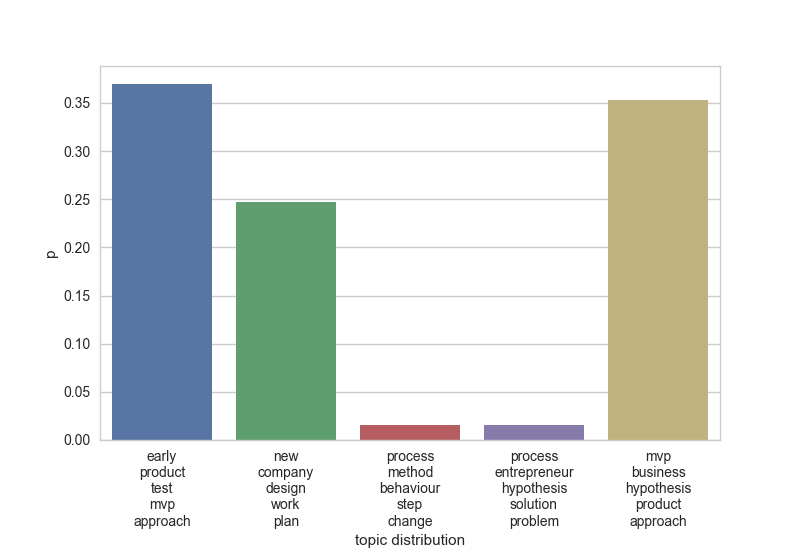 0.35
0.30
0.25
0.20
0.15
0.10
0.05
0.00
p
early
product
test
mvp
approach
new
company
design
work
plan
process
method
behaviour
step
change
process
entrepreneur
hypothesis
solution
problem
mvp
business
hypothesis
product
approach
topic distribution